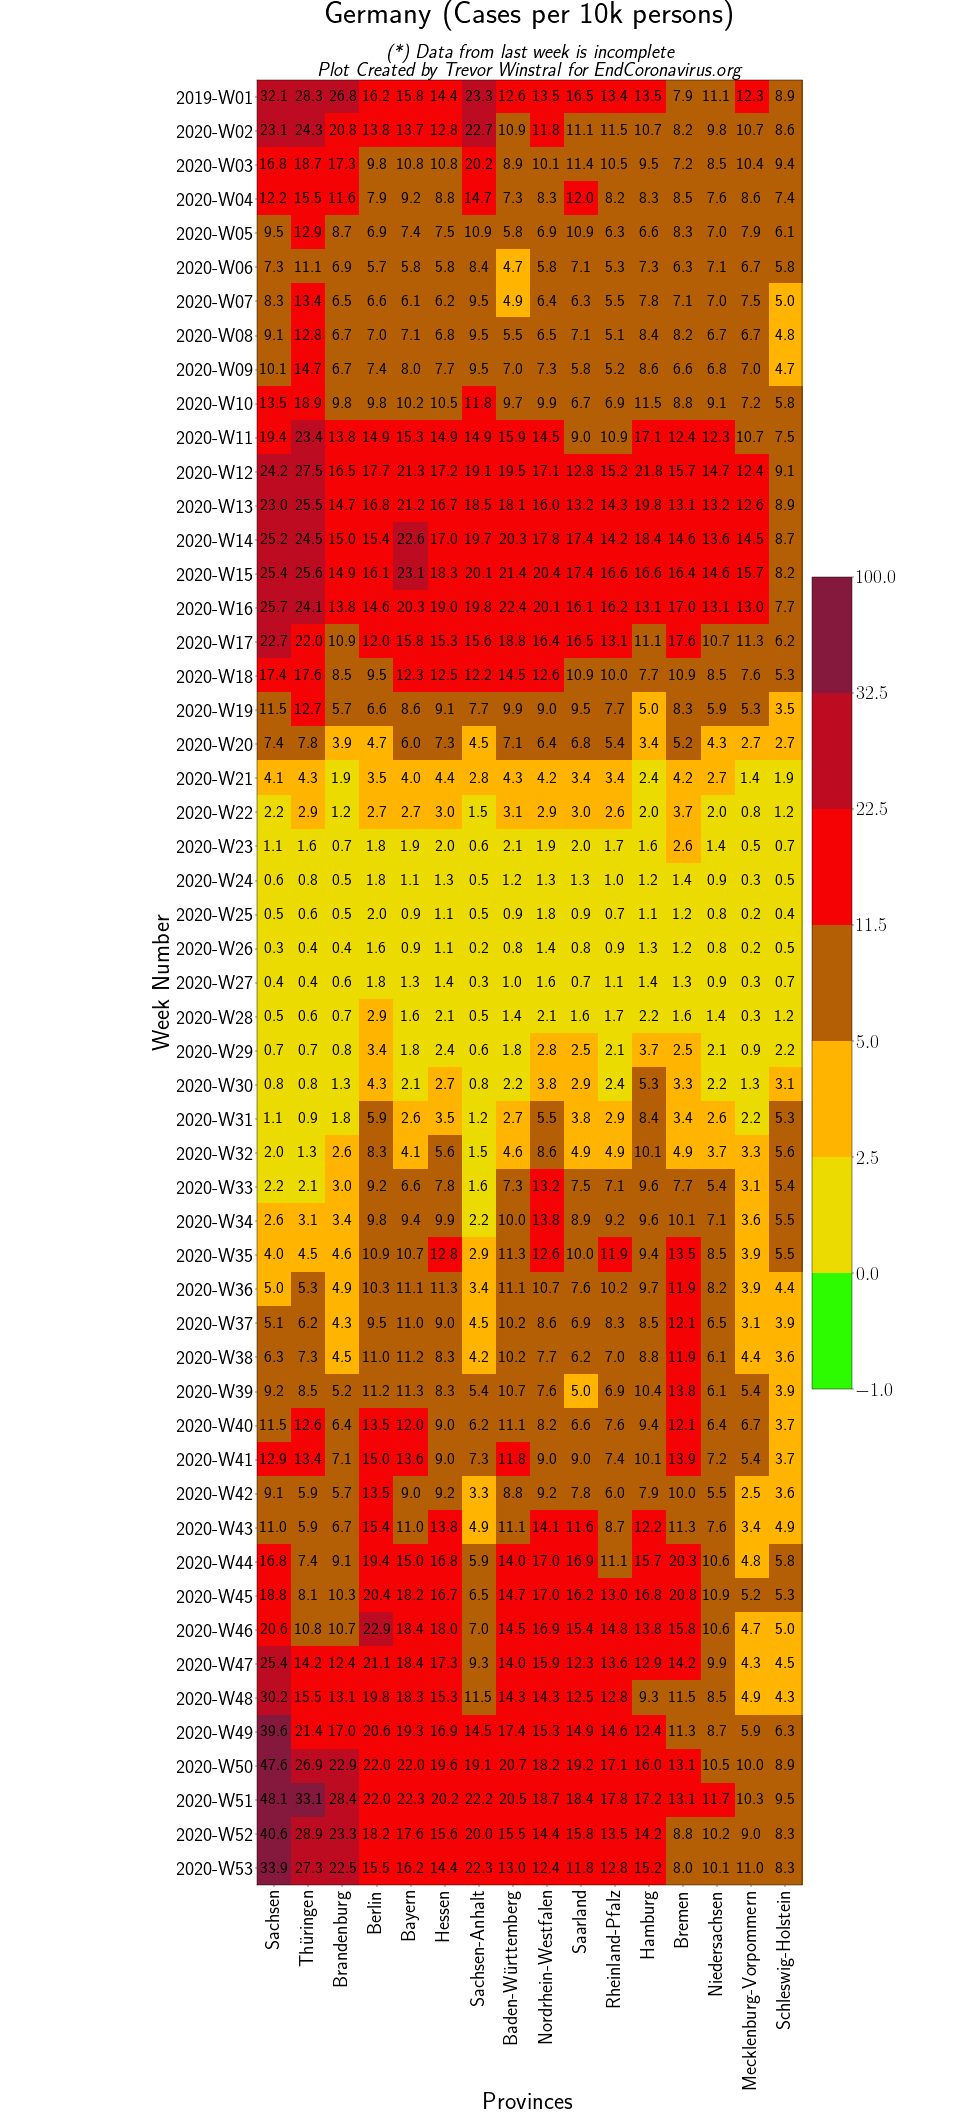 Germany (Cases per 10k persons)
(*) Data from last week is incomplete
Plot Created by Trevor Winstral for EndCoronavirus.org
2019-W01 32.1 28.3 26.8 16.2 15.8 14.4 23.3 12.6 13.5 16.5 13.4 13.5 7.9 11.1 12.3 8.9
2020-W02 23.1 24.3 20.8 13.8 13.7 12.8 22.7 10.9 11.8 11.1 11.5 10.7 8.2 9.8 10.7 8.6
2020-W03 16.8 18.7 17.3 9.8 10.8 10.8 20.2 8.9 10.1 11.4 10.5 9.5 7.2 8.5 10.4 9.4
2020-W04 12.2 15.5 11.6 7.9 9.2 8.8 14.7 7.3 8.3 12.0 8.2 8.3 8.5 7.6 8.6 7.4
2020-W05 9.5 12.9 8.7 6.9 7.4 7.5 10.9 5.8 6.9 10.9 6.3 6.6 8.3 7.0 7.9 6.1
2020-W06 7.3 11.1 6.9 5.7 5.8 5.8 8.4 4.7 5.8 7.1 5.3 7.3 6.3 7.1 6.7 5.8
2020-W07 8.3 13.4 6.5 6.6 6.1 6.2 9.5 4.9 6.4 6.3 5.5 7.8 7.1 7.0 7.5 5.0
2020-W08 9.1 12.8 6.7 7.0 7.1 6.8 9.5 5.5 6.5 7.1 5.1 8.4 8.2 6.7 6.7 4.8
2020-W09 10.1 14.7 6.7 7.4 8.0 7.7 9.5 7.0 7.3 5.8 5.2 8.6 6.6 6.8 7.0 4.7
2020-W10 13.5 18.9 9.8 9.8 10.2 10.5 11.8 9.7 9.9 6.7 6.9 11.5 8.8 9.1 7.2 5.8
2020-W11 19.4 23.4 13.8 14.9 15.3 14.9 14.9 15.9 14.5 9.0 10.9 17.1 12.4 12.3 10.7 7.5
2020-W12 24.2 27.5 16.5 17.7 21.3 17.2 19.1 19.5 17.1 12.8 15.2 21.8 15.7 14.7 12.4 9.1
2020-W13 23.0 25.5 14.7 16.8 21.2 16.7 18.5 18.1 16.0 13.2 14.3 19.8 13.1 13.2 12.6 8.9
2020-W14 25.2 24.5 15.0 15.4 22.6 17.0 19.7 20.3 17.8 17.4 14.2 18.4 14.6 13.6 14.5 8.7
2020-W15 25.4 25.6 14.9 16.1 23.1 18.3 20.1 21.4 20.4 17.4 16.6 16.6 16.4 14.6 15.7 8.2
2020-W16 25.7 24.1 13.8 14.6 20.3 19.0 19.8 22.4 20.1 16.1 16.2 13.1 17.0 13.1 13.0 7.7
2020-W17 22.7 22.0 10.9 12.0 15.8 15.3 15.6 18.8 16.4 16.5 13.1 11.1 17.6 10.7 11.3 6.2
2020-W18 17.4 17.6 8.5 9.5 12.3 12.5 12.2 14.5 12.6 10.9 10.0 7.7 10.9 8.5 7.6 5.3
2020-W19 11.5 12.7 5.7 6.6 8.6 9.1 7.7 9.9 9.0 9.5 7.7 5.0 8.3 5.9 5.3 3.5
2020-W20 7.4 7.8 3.9 4.7 6.0 7.3 4.5 7.1 6.4 6.8 5.4 3.4 5.2 4.3 2.7 2.7
2020-W21 4.1 4.3 1.9 3.5 4.0 4.4 2.8 4.3 4.2 3.4 3.4 2.4 4.2 2.7 1.4 1.9
2020-W22 2.2 2.9 1.2 2.7 2.7 3.0 1.5 3.1 2.9 3.0 2.6 2.0 3.7 2.0 0.8 1.2
2020-W23 1.1 1.6 0.7 1.8 1.9 2.0 0.6 2.1 1.9 2.0 1.7 1.6 2.6 1.4 0.5 0.7
2020-W24 0.6 0.8 0.5 1.8 1.1 1.3 0.5 1.2 1.3 1.3 1.0 1.2 1.4 0.9 0.3 0.5
2020-W25 0.5 0.6 0.5 2.0 0.9 1.1 0.5 0.9 1.8 0.9 0.7 1.1 1.2 0.8 0.2 0.4
2020-W26 0.3 0.4 0.4 1.6 0.9 1.1 0.2 0.8 1.4 0.8 0.9 1.3 1.2 0.8 0.2 0.5
2020-W27 0.4 0.4 0.6 1.8 1.3 1.4 0.3 1.0 1.6 0.7 1.1 1.4 1.3 0.9 0.3 0.7
2020-W28 0.5 0.6 0.7 2.9 1.6 2.1 0.5 1.4 2.1 1.6 1.7 2.2 1.6 1.4 0.3 1.2
2020-W29 0.7 0.7 0.8 3.4 1.8 2.4 0.6 1.8 2.8 2.5 2.1 3.7 2.5 2.1 0.9 2.2
2020-W30 0.8 0.8 1.3 4.3 2.1 2.7 0.8 2.2 3.8 2.9 2.4 5.3 3.3 2.2 1.3 3.1
2020-W31 1.1 0.9 1.8 5.9 2.6 3.5 1.2 2.7 5.5 3.8 2.9 8.4 3.4 2.6 2.2 5.3
2020-W32 2.0 1.3 2.6 8.3 4.1 5.6 1.5 4.6 8.6 4.9 4.9 10.1 4.9 3.7 3.3 5.6
2020-W33 2.2 2.1 3.0 9.2 6.6 7.8 1.6 7.3 13.2 7.5 7.1 9.6 7.7 5.4 3.1 5.4
2020-W34 2.6 3.1 3.4 9.8 9.4 9.9 2.2 10.0 13.8 8.9 9.2 9.6 10.1 7.1 3.6 5.5
2020-W35 4.0 4.5 4.6 10.9 10.7 12.8 2.9 11.3 12.6 10.0 11.9 9.4 13.5 8.5 3.9 5.5
2020-W36 5.0 5.3 4.9 10.3 11.1 11.3 3.4 11.1 10.7 7.6 10.2 9.7 11.9 8.2 3.9 4.4
2020-W37 5.1 6.2 4.3 9.5 11.0 9.0 4.5 10.2 8.6 6.9 8.3 8.5 12.1 6.5 3.1 3.9
2020-W38 6.3 7.3 4.5 11.0 11.2 8.3 4.2 10.2 7.7 6.2 7.0 8.8 11.9 6.1 4.4 3.6
2020-W39 9.2 8.5 5.2 11.2 11.3 8.3 5.4 10.7 7.6 5.0 6.9 10.4 13.8 6.1 5.4 3.9
2020-W40 11.5 12.6 6.4 13.5 12.0 9.0 6.2 11.1 8.2 6.6 7.6 9.4 12.1 6.4 6.7 3.7
2020-W41 12.9 13.4 7.1 15.0 13.6 9.0 7.3 11.8 9.0 9.0 7.4 10.1 13.9 7.2 5.4 3.7
2020-W42 9.1 5.9 5.7 13.5 9.0 9.2 3.3 8.8 9.2 7.8 6.0 7.9 10.0 5.5 2.5 3.6
2020-W43 11.0 5.9 6.7 15.4 11.0 13.8 4.9 11.1 14.1 11.6 8.7 12.2 11.3 7.6 3.4 4.9
2020-W44 16.8 7.4 9.1 19.4 15.0 16.8 5.9 14.0 17.0 16.9 11.1 15.7 20.3 10.6 4.8 5.8
2020-W45 18.8 8.1 10.3 20.4 18.2 16.7 6.5 14.7 17.0 16.2 13.0 16.8 20.8 10.9 5.2 5.3
2020-W46 20.6 10.8 10.7 22.9 18.4 18.0 7.0 14.5 16.9 15.4 14.8 13.8 15.8 10.6 4.7 5.0
2020-W47 25.4 14.2 12.4 21.1 18.4 17.3 9.3 14.0 15.9 12.3 13.6 12.9 14.2 9.9 4.3 4.5
2020-W48 30.2 15.5 13.1 19.8 18.3 15.3 11.5 14.3 14.3 12.5 12.8 9.3 11.5 8.5 4.9 4.3
2020-W49 39.6 21.4 17.0 20.6 19.3 16.9 14.5 17.4 15.3 14.9 14.6 12.4 11.3 8.7 5.9 6.3
2020-W50 47.6 26.9 22.9 22.0 22.0 19.6 19.1 20.7 18.2 19.2 17.1 16.0 13.1 10.5 10.0 8.9
2020-W51 48.1 33.1 28.4 22.0 22.3 20.2 22.2 20.5 18.7 18.4 17.8 17.2 13.1 11.7 10.3 9.5
2020-W52 40.6 28.9 23.3 18.2 17.6 15.6 20.0 15.5 14.4 15.8 13.5 14.2 8.8 10.2 9.0 8.3
2020-W53 33.9 27.3 22.5 15.5 16.2 14.4 22.3 13.0 12.4 11.8 12.8 15.2 8.0 10.1 11.0 8.3
Week Number
Sachsen
Thüringen
Brandenburg
Berlin
Bayern
Hessen
Sachsen-Anhalt
Baden-Württemberg
Nordrhein-Westfalen
Saarland
Rheinland-Pfalz
Hamburg
Bremen
Niedersachsen
Mecklenburg-Vorpommern
Schleswig-Holstein
Provinces
100.0
32.5
22.5
11.5
5.0
2.5
0.0
−1.0